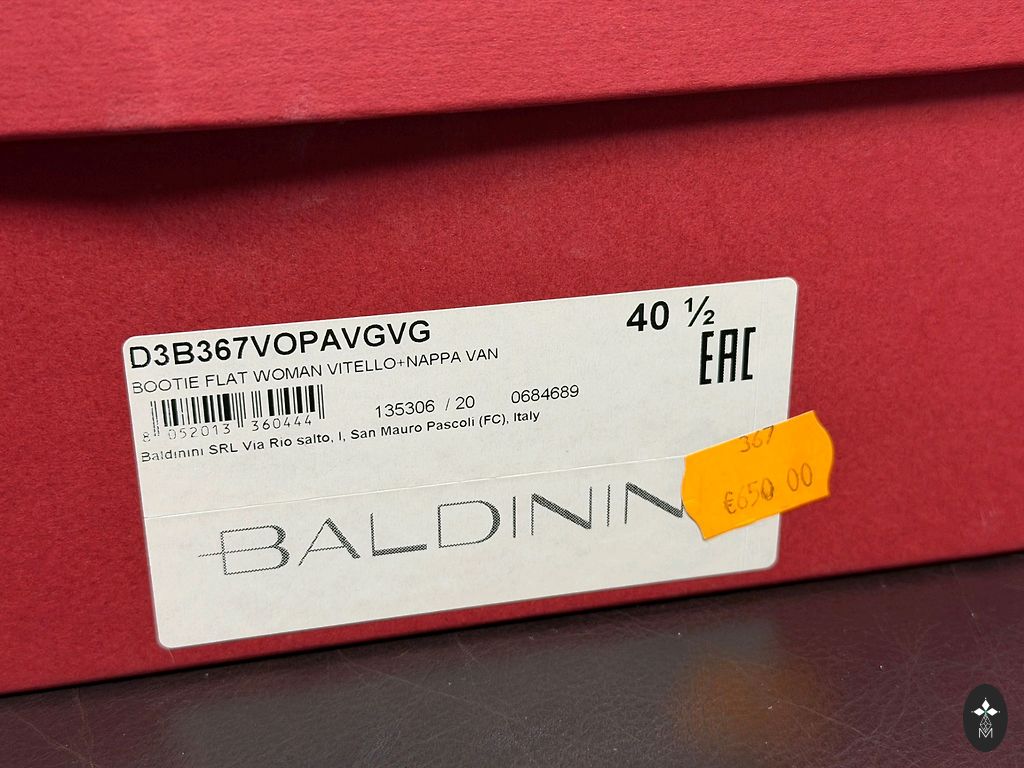 D3B367VOPAVGVG
40 ½
BOOTIE FLAT WOMAN VITELLO+NAPPA VAN
EAC
8 052013 360444
135306 / 20 0684689
Baldinini SRL Via Rio salto, I, San Mauro Pascoli (FC), Italy
367
€650 00
BALDININ
M